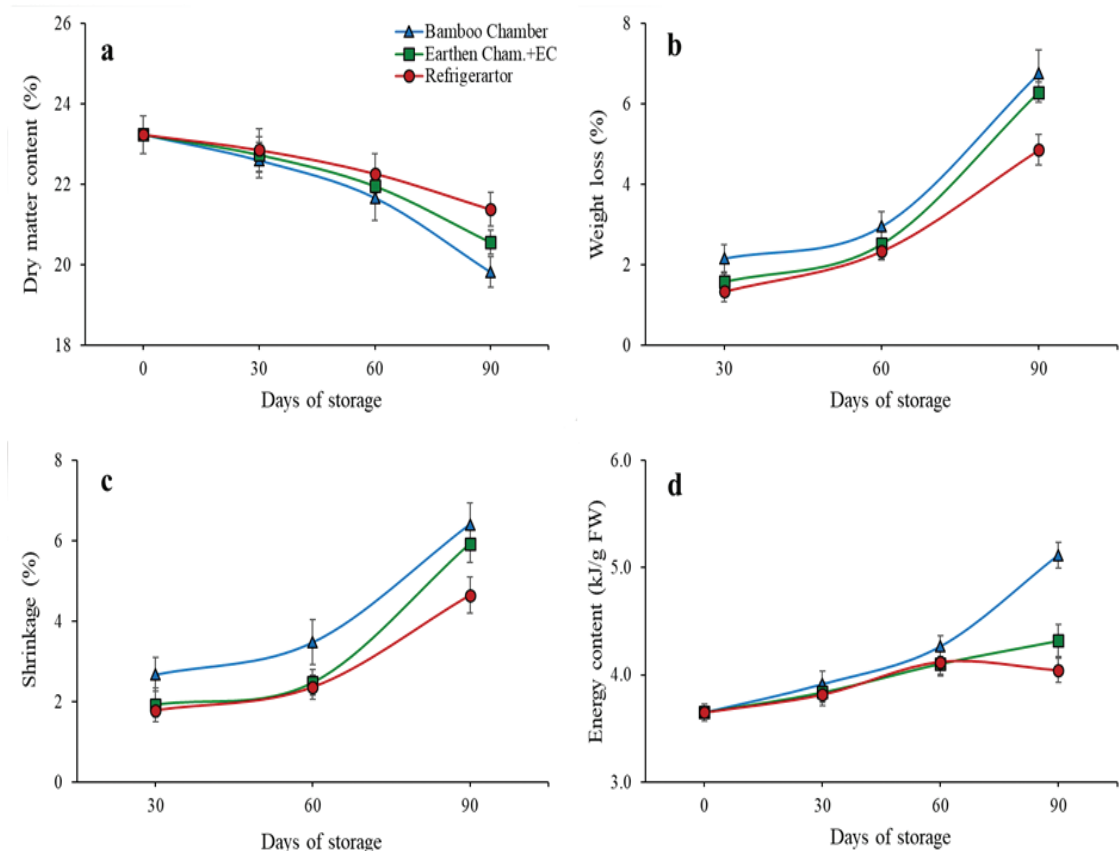 a
Bamboo Chamber
Earthen Cham.+EC
Refrigerartor
Dry matter content (%)
26
24
22
20
18
0 30 60 90
Days of storage
b
Weight loss (%)
8
6
4
2
0
30 60 90
Days of storage
c
Shrinkage (%)
8
6
4
2
0
30 60 90
Days of storage
d
Energy content (kJ/g FW)
6.0
5.0
4.0
3.0
0 30 60 90
Days of storage